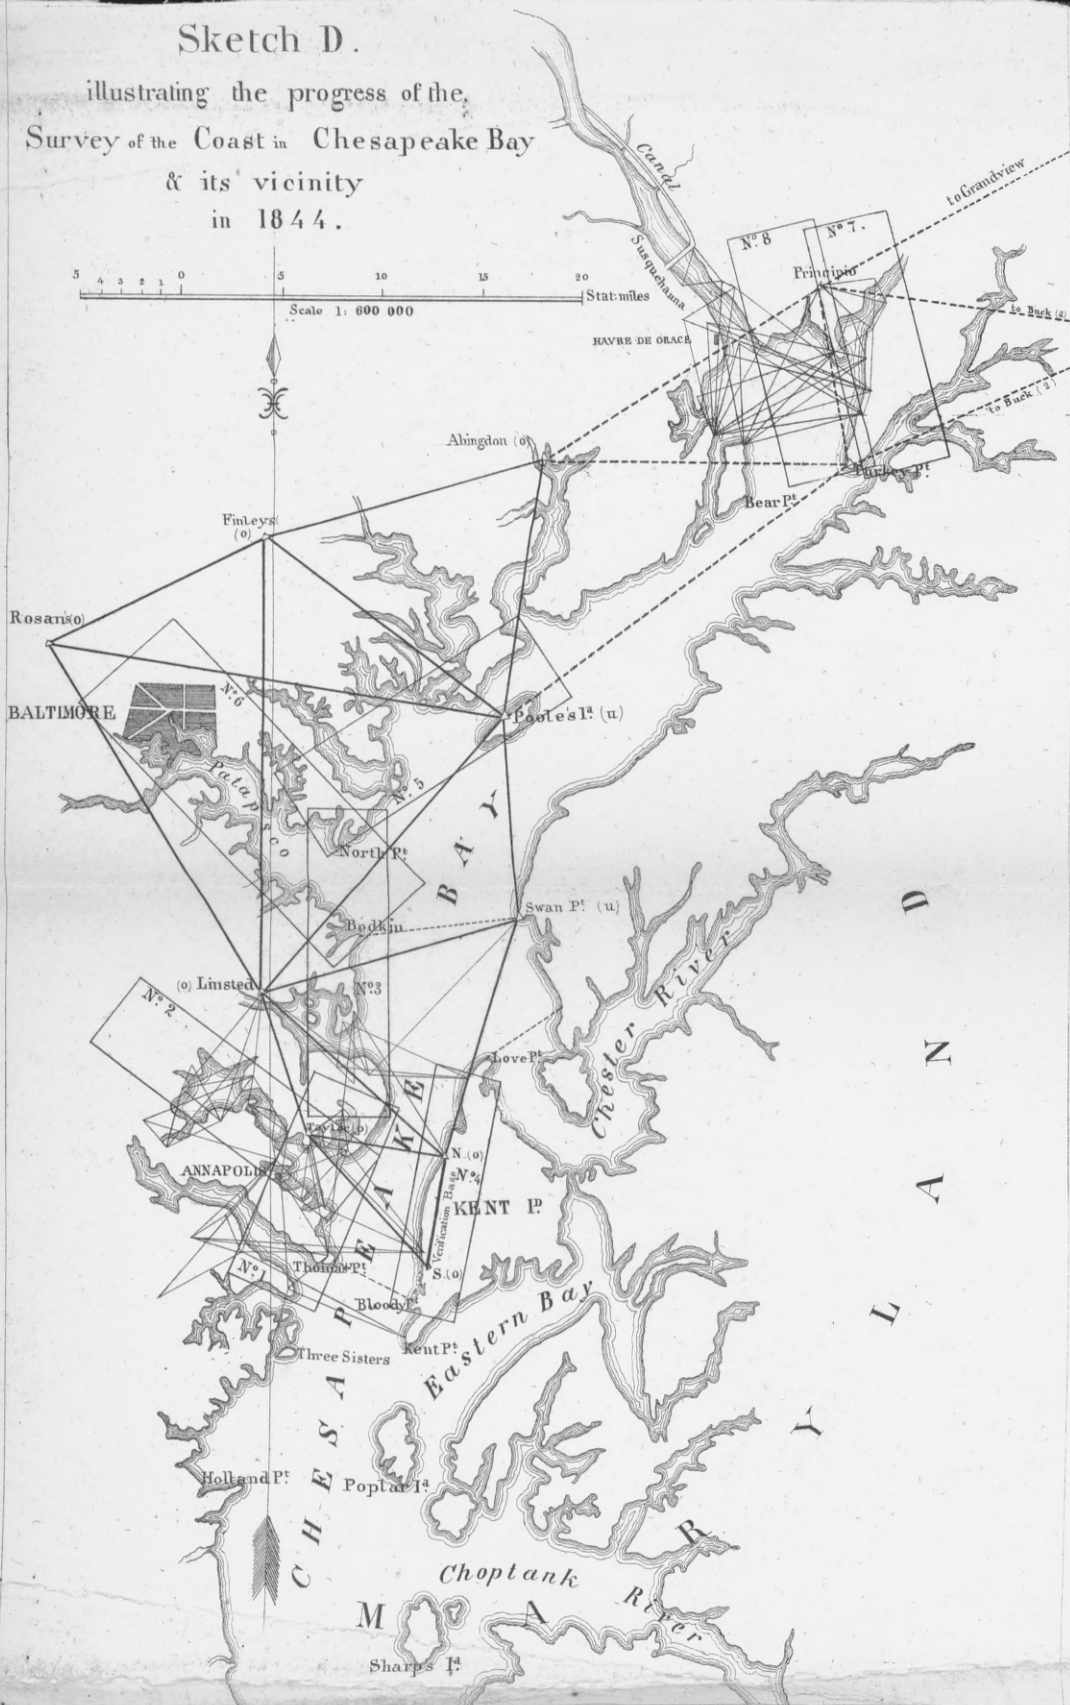 Sketch D.
illustrating the progress of the
Survey of the Coast in Chesapeake Bay
& its vicinity
in 1844.
5 4 3 2 1 0 5 10 15 20
Stat: miles
Scale 1: 600 000
Canal
Susquehanna
to Grandview
Nº 8
Nº 7.
Principio
to Buck (2)
HAVRE DE GRACE
to Buck (2)
Abingdon (o)
Turkey Pt.
Bear Pt
Finleys
(o)
Rosans (o)
Nº 6
BALTIMORE
Poole's Id. (u)
Patapsco
Nº 5
North Pt
Bodkin
Swan Pt. (u)
(o) Linsted
Nº 3
Nº 2
Love Pt
Chester River
(o)
N. (o)
ANNAPOLIS
Nº 4
Verification Base
KENT ID.
S. (o)
Nº 1
Thomas Pt
Bloody Pt
Kent Pt
Eastern Bay
Three Sisters
Holland Pt.
Poplar Id.
CHESAPEAKE BAY
Choptank River
Sharps Id.
MARYLAND